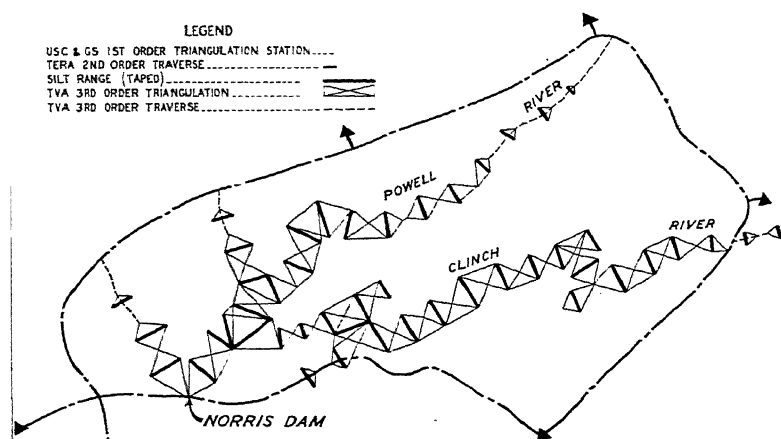 LEGEND
USC & GS 1ST ORDER TRIANGULATION STATION
TERA 2ND ORDER TRAVERSE
SILT RANGE (TAPED)
TVA 3RD ORDER TRIANGULATION
TVA 3RD ORDER TRAVERSE
RIVER
POWELL
RIVER
CLINCH
NORRIS DAM